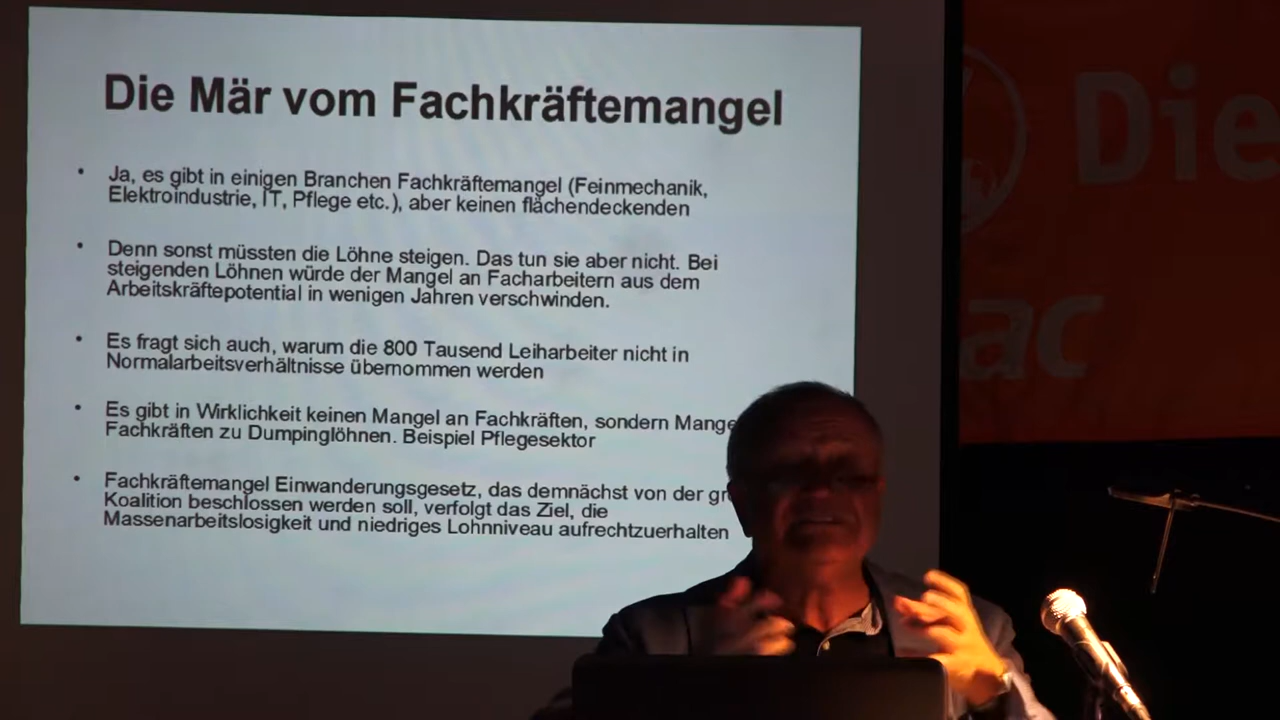 Die Mär vom Fachkräftemangel
• Ja, es gibt in einigen Branchen Fachkräftemangel (Feinmechanik,
Elektroindustrie, IT, Pflege etc.), aber keinen flächendeckenden
• Denn sonst müssten die Löhne steigen. Das tun sie aber nicht. Bei
steigenden Löhnen würde der Mangel an Facharbeitern aus dem
Arbeitskräftepotential in wenigen Jahren verschwinden.
• Es fragt sich auch, warum die 800 Tausend Leiharbeiter nicht in
Normalarbeitsverhältnisse übernommen werden
• Es gibt in Wirklichkeit keinen Mangel an Fachkräften, sondern
Fachkräften zu Dumpinglöhnen. Beispiel Pflegesektor
• Fachkräftemangel Einwanderungsgesetz, das demnächst von der
Koalition beschlossen werden soll, verfolgt das Ziel, die
Massenarbeitslosigkeit und niedriges Lohnniveau aufrechtzuerhalten
Die
ac